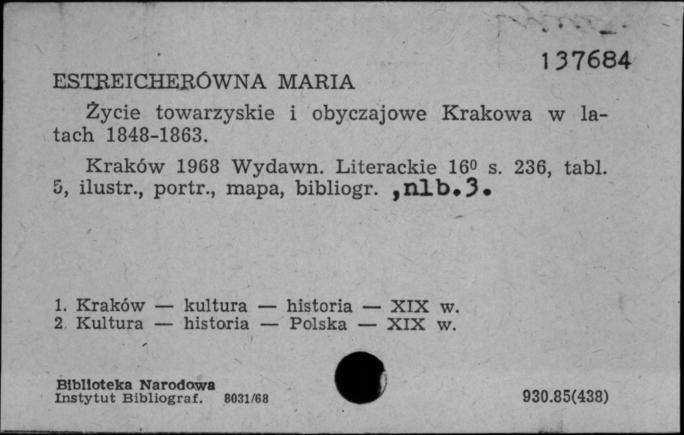 137684
ESTREICHERÓWNA MARIA
Życie towarzyskie i obyczajowe Krakowa w la-
tach 1848-1863.
Kraków 1968 Wydawn. Literackie 16⁰ s. 236, tabl.
5, ilustr., portr., mapa, bibliogr. ,nlb.3.
1. Kraków — kultura — historia — XIX w.
2 Kultura — historia — Polska — XIX w.
Biblioteka Narodowa
Instytut Bibliograf. 8031/68
930.85(438)